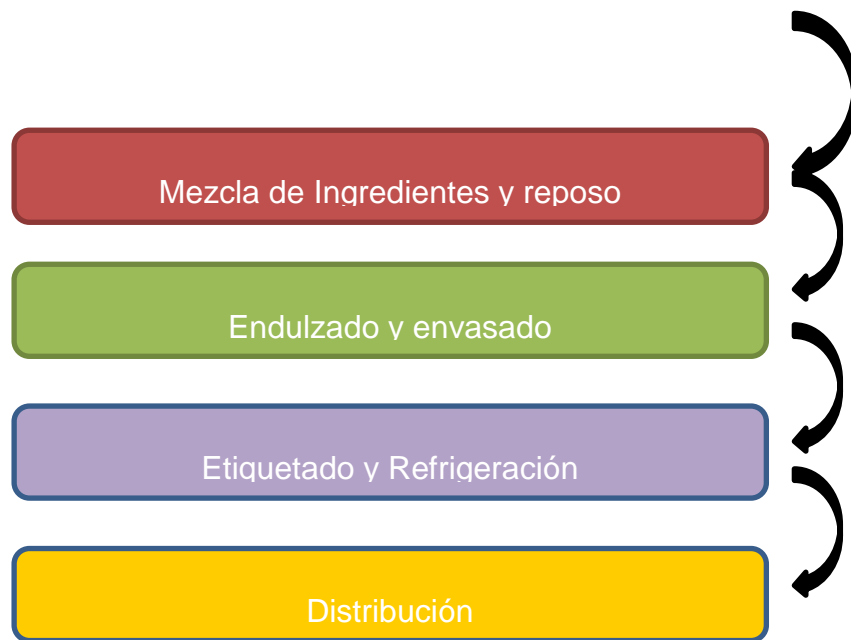 Mezcla de Ingredientes y reposo
Endulzado y envasado
Etiquetado y Refrigeración
Distribución